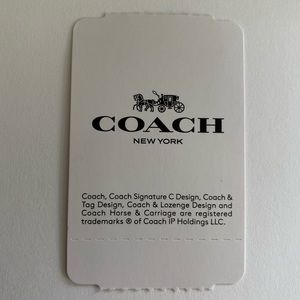 COACH
NEW YORK
Coach, Coach Signature C Design, Coach &
Tag Design, Coach & Lozenge Design and
Coach Horse & Carriage are registered
trademarks ® of Coach IP Holdings LLC.